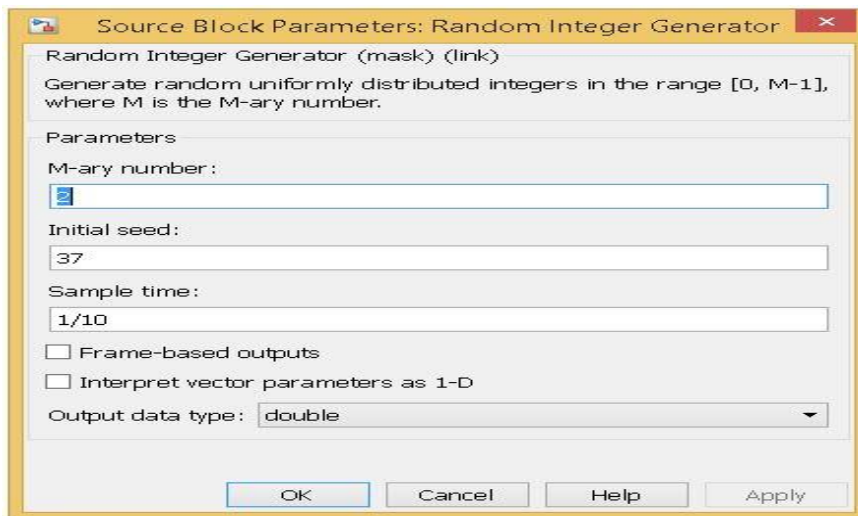 Source Block Parameters: Random Integer Generator
Random Integer Generator (mask) (link)
Generate random uniformly distributed integers in the range [0, M-1],
where M is the M-ary number.
Parameters
M-ary number:
2
Initial seed:
37
Sample time:
1/10
Frame-based outputs
Interpret vector parameters as 1-D
Output data type: double
OK Cancel Help Apply